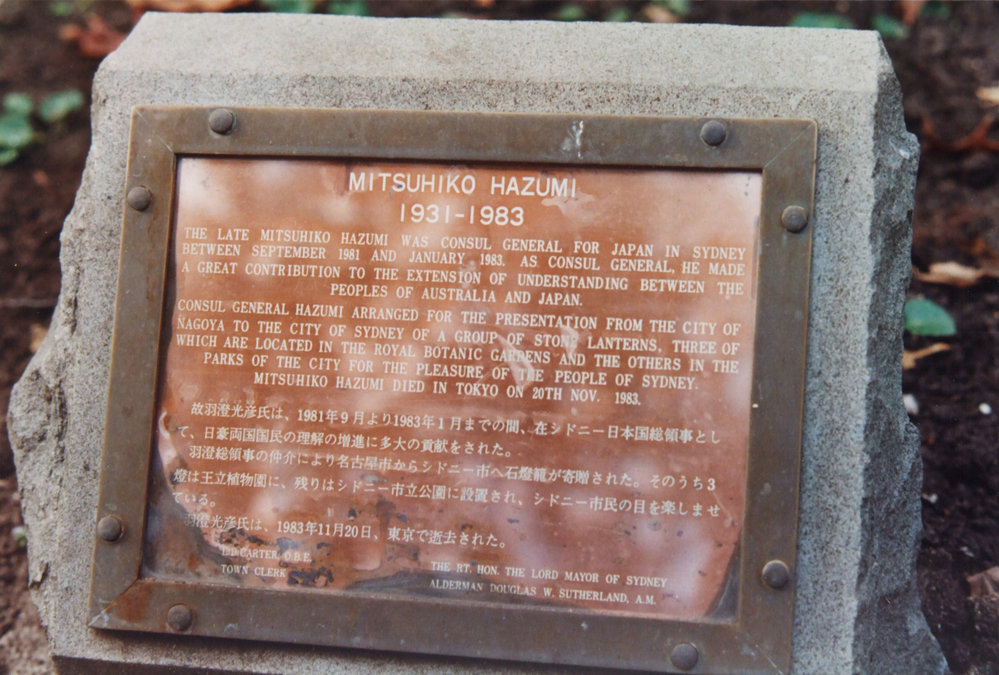 MITSUHIKO HAZUMI
1931-1983
THE LATE MITSUHIKO HAZUMI WAS CONSUL GENERAL FOR JAPAN IN SYDNEY
BETWEEN SEPTEMBER 1981 AND JANUARY 1983. AS CONSUL GENERAL, HE MADE
A GREAT CONTRIBUTION TO THE EXTENSION OF UNDERSTANDING BETWEEN THE
PEOPLES OF AUSTRALIA AND JAPAN.
CONSUL GENERAL HAZUMI ARRANGED FOR THE PRESENTATION FROM THE CITY OF
NAGOYA TO THE CITY OF SYDNEY OF A GROUP OF STONE LANTERNS, THREE OF
WHICH ARE LOCATED IN THE ROYAL BOTANIC GARDENS AND THE OTHERS IN THE
PARKS OF THE CITY FOR THE PLEASURE OF THE PEOPLE OF SYDNEY.
MITSUHIKO HAZUMI DIED IN TOKYO ON 20TH NOV. 1983.
故羽澄光彦氏は、1981年9月より1983年1月までの間、在シドニー日本国総領事とし
て、日豪両国国民の理解の増進に多大の貢献をされた。
羽澄総領事の仲介により名古屋市からシドニー市へ石燈籠が寄贈された。そのうち3
燈は王立植物園に、残りはシドニー市立公園に設置され、シドニー市民の目を楽しませ
ている。
羽澄光彦氏は、1983年11月20日、東京で逝去された。
CARTER, O.B.E.
TOWN CLERK
THE RT. HON. THE LORD MAYOR OF SYDNEY
ALDERMAN DOUGLAS W. SUTHERLAND, A.M.